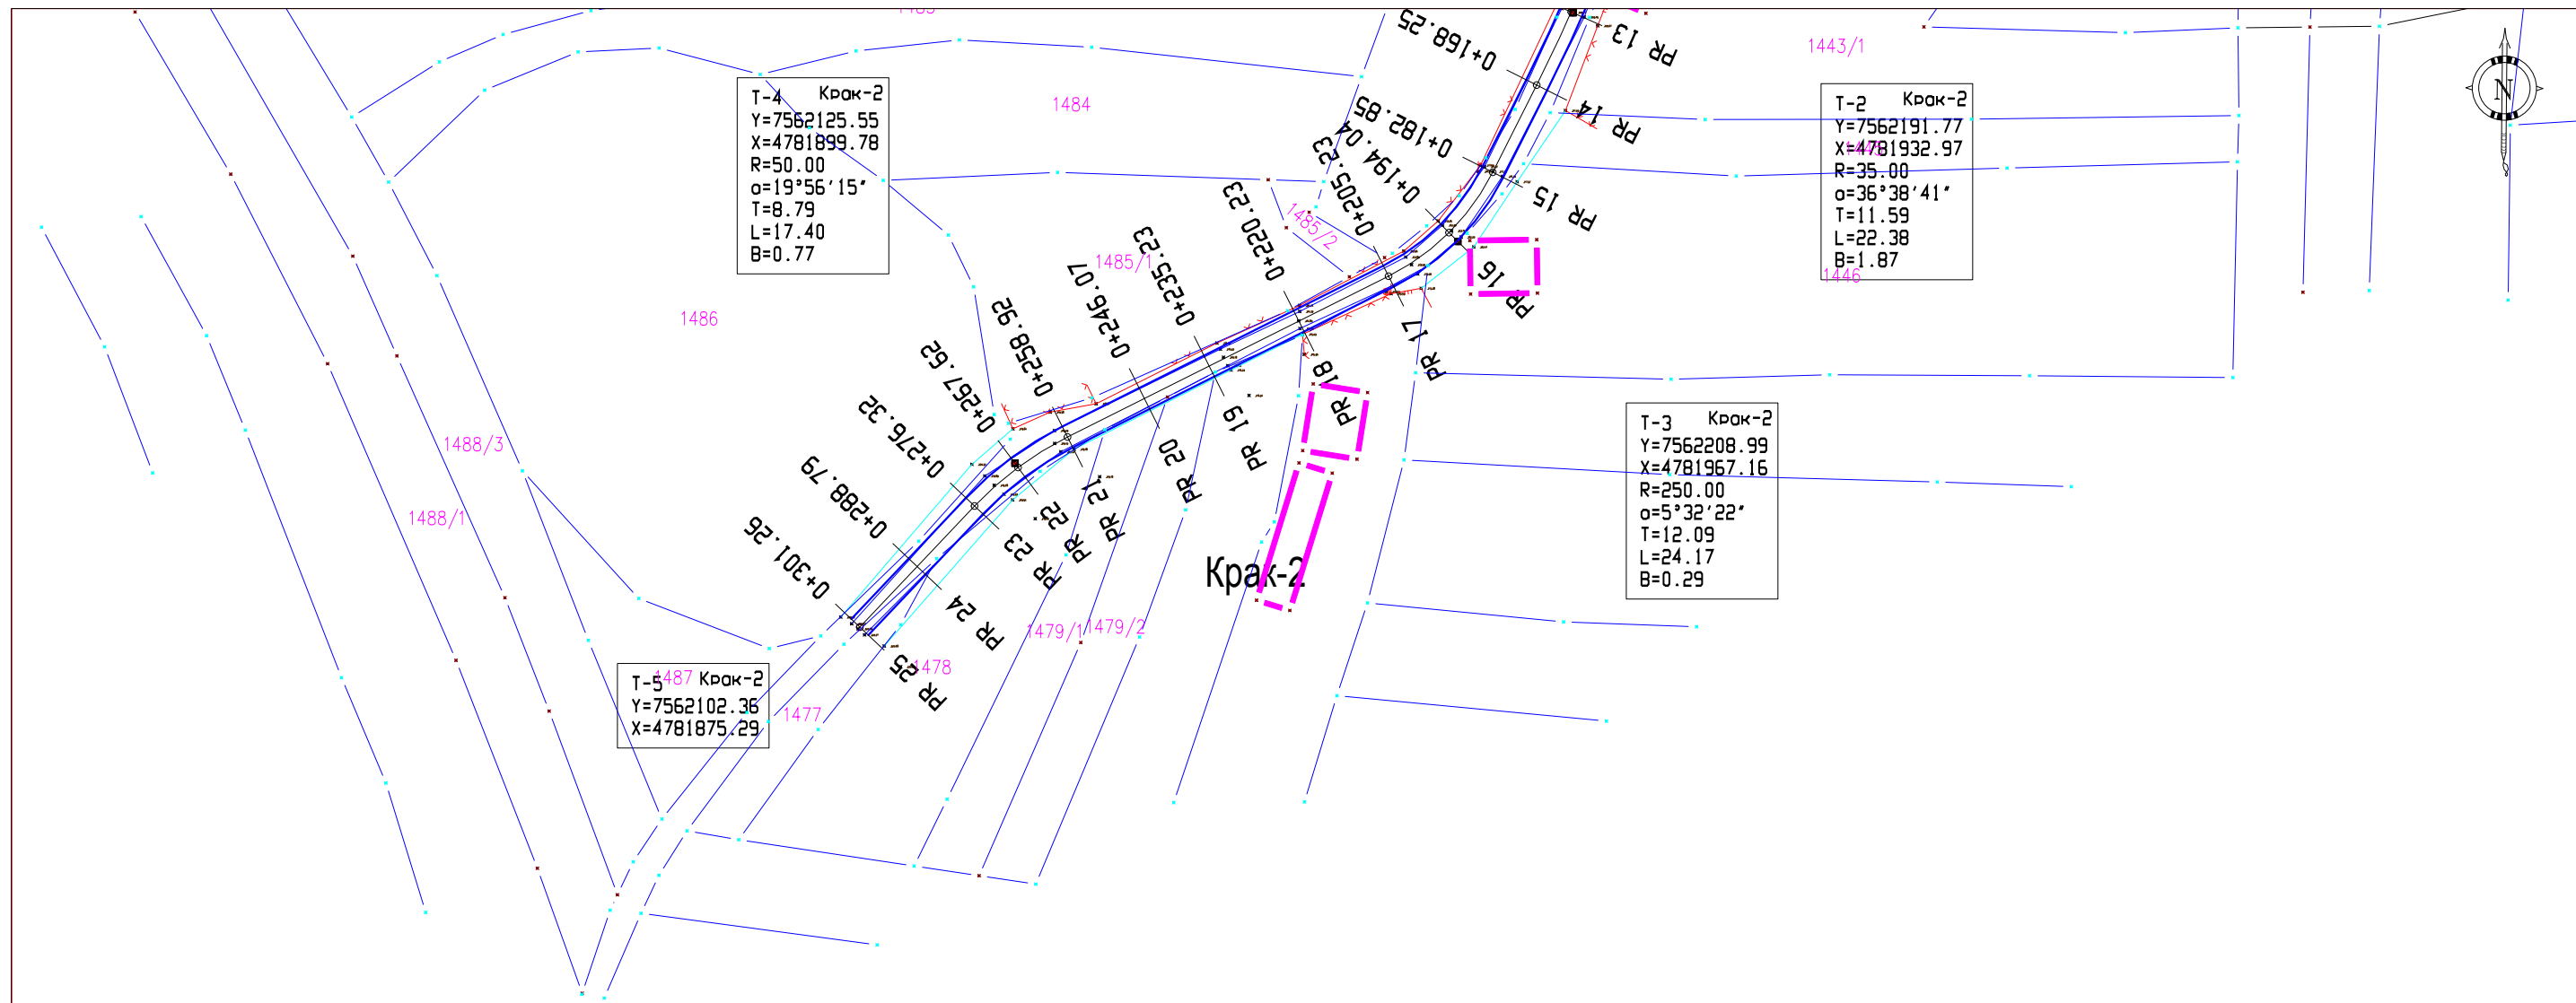 1484
1443/1
T-4 Крак-2
Y=7562125.55
X=4781899.78
R=50.00
α=19°56'15"
T=8.79
L=17.40
B=0.77
T-2 Крак-2
Y=7562191.77
X=4781932.97
R=35.00
α=36°38'41"
T=11.59
L=22.38
B=1.87
1446
N
0+168.25
0+182.85
0+194.04
0+205.23
0+220.23
0+235.23
0+246.07
0+258.92
0+267.62
0+276.32
0+288.79
0+301.26
PR 13
PR 14
PR 15
PR 16
PR 17
PR 18
PR 19
PR 20
PR 21
PR 22
PR 23
PR 24
PR 25
1485/2
1485/1
1486
1488/3
1488/1
T-3 Крак-2
Y=7562208.99
X=4781967.16
R=250.00
α=5°32'22"
T=12.09
L=24.17
B=0.29
Крак-2
1479/1
1479/2
1478
1477
1487
T-5 Крак-2
Y=7562102.36
X=4781875.29